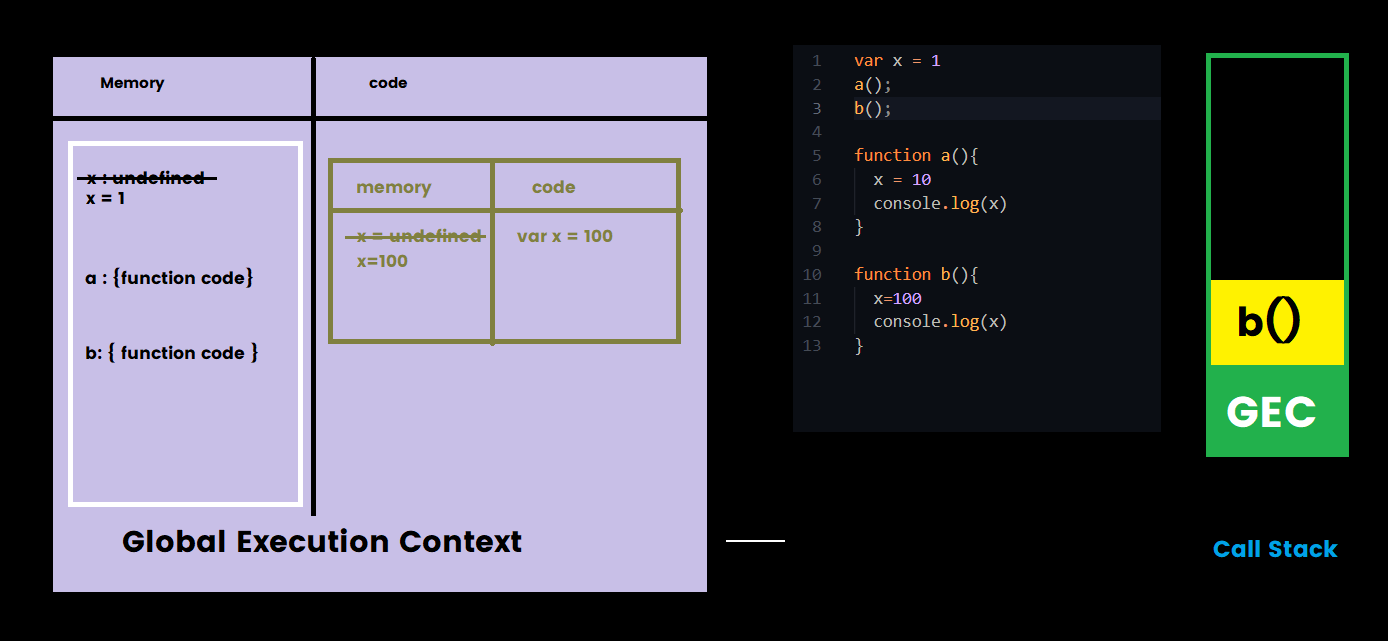 Memory
code
x : undefined
x = 1
a : {function code}
b: { function code }
memory
code
x = undefined
var x = 100
x=100
Global Execution Context
1 var x = 1
2 a();
3 b();
4
5 function a(){
6 x = 10
7 console.log(x)
8 }
9
10 function b(){
11 x=100
12 console.log(x)
13 }
b()
GEC
Call Stack